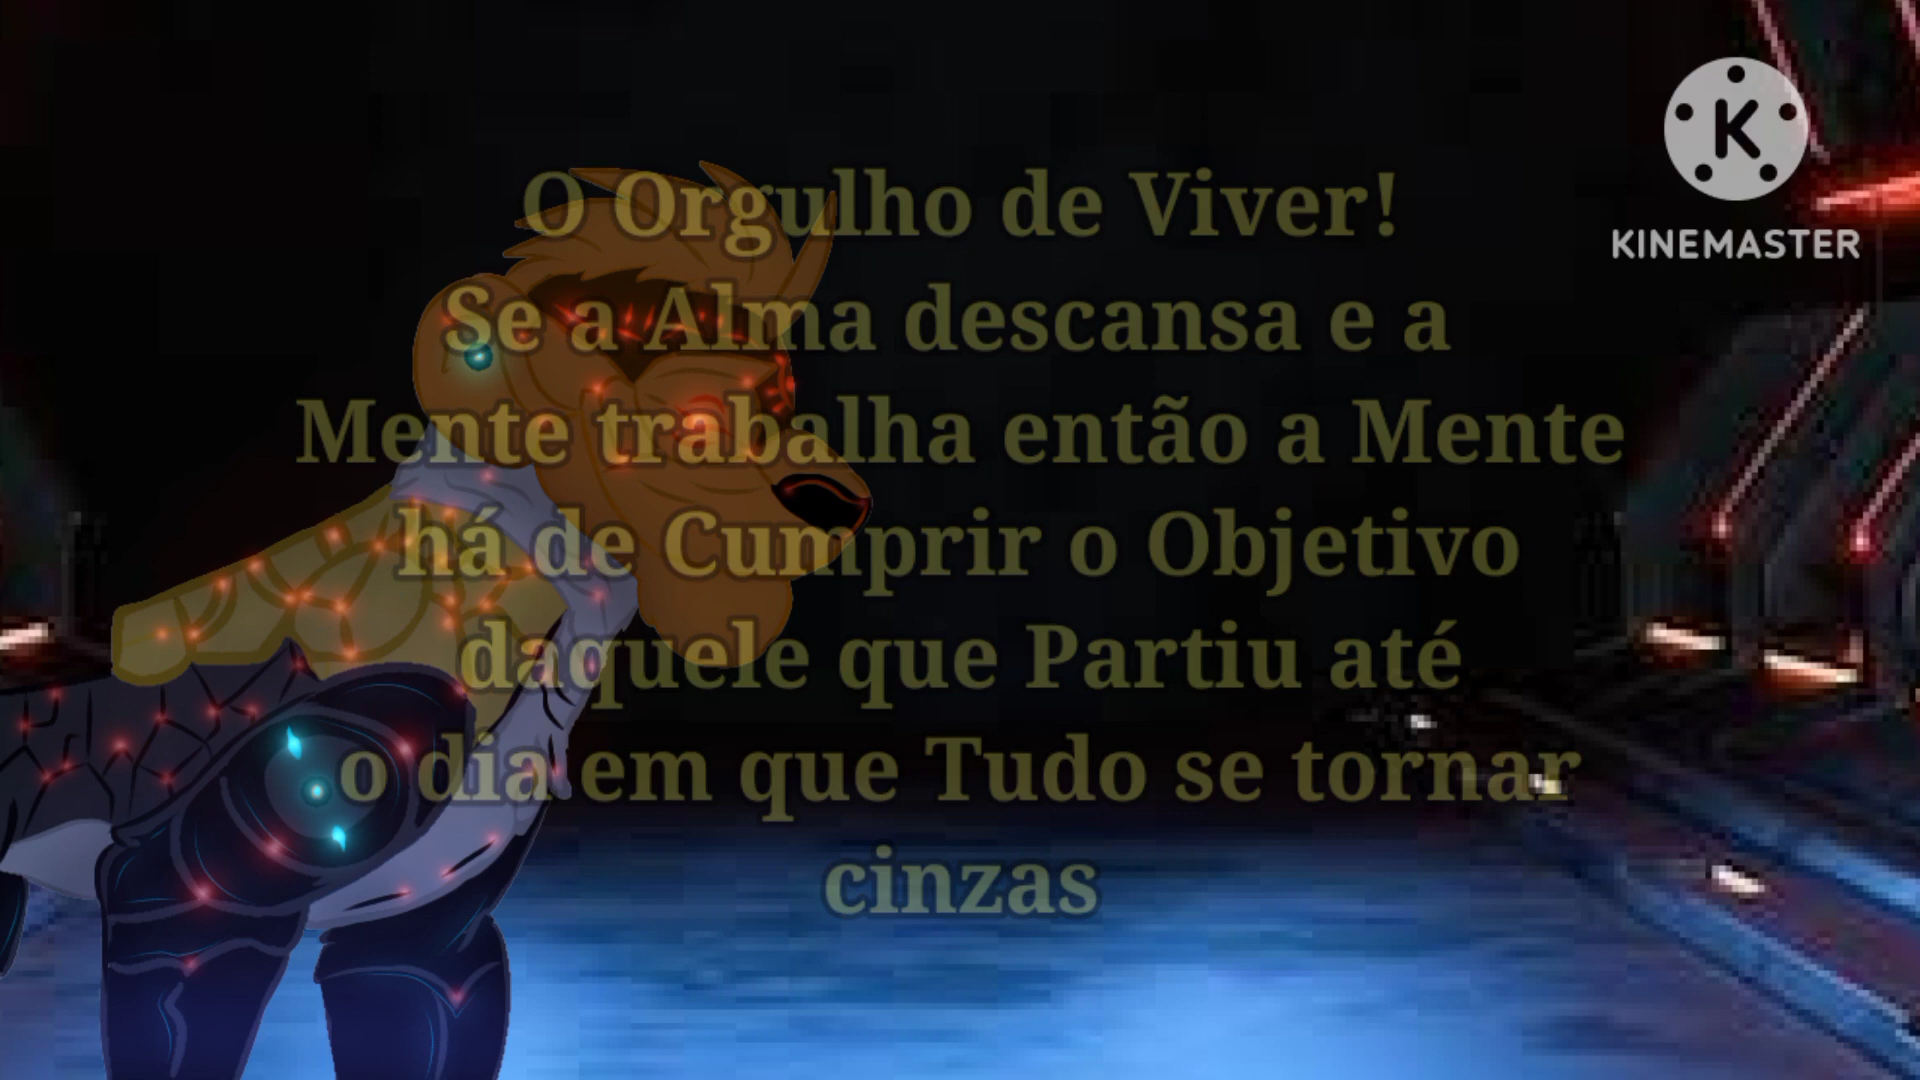 O Orgulho de Viver!
Se a Alma descansa e a
Mente trabalha então a Mente
há de Cumprir o Objetivo
daquele que Partiu até
o dia em que Tudo se tornar
cinzas
K
KINEMASTER